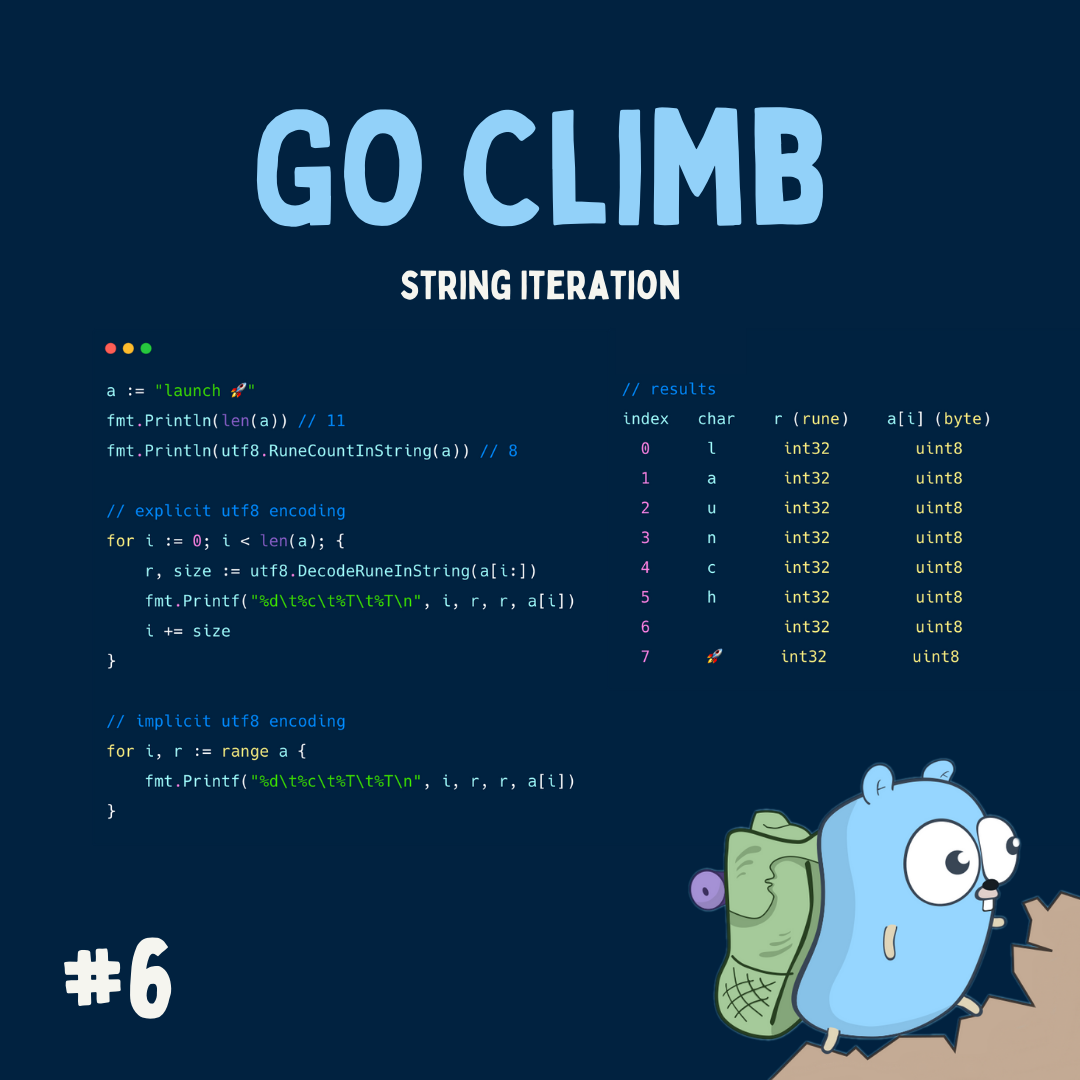 GO CLIMB
STRING ITERATION
a := "launch 🚀"
fmt.Println(len(a)) // 11
fmt.Println(utf8.RuneCountInString(a)) // 8
// explicit utf8 encoding
for i := 0; i < len(a); {
    r, size := utf8.DecodeRuneInString(a[i:])
    fmt.Printf("%d\t%c\t%T\t%T\n", i, r, r, a[i])
    i += size
}
// implicit utf8 encoding
for i, r := range a {
    fmt.Printf("%d\t%c\t%T\t%T\n", i, r, r, a[i])
}
// results
index char r (rune) a[i] (byte)
0 l int32 uint8
1 a int32 uint8
2 u int32 uint8
3 n int32 uint8
4 c int32 uint8
5 h int32 uint8
6 int32 uint8
7 🚀 int32 uint8
#6